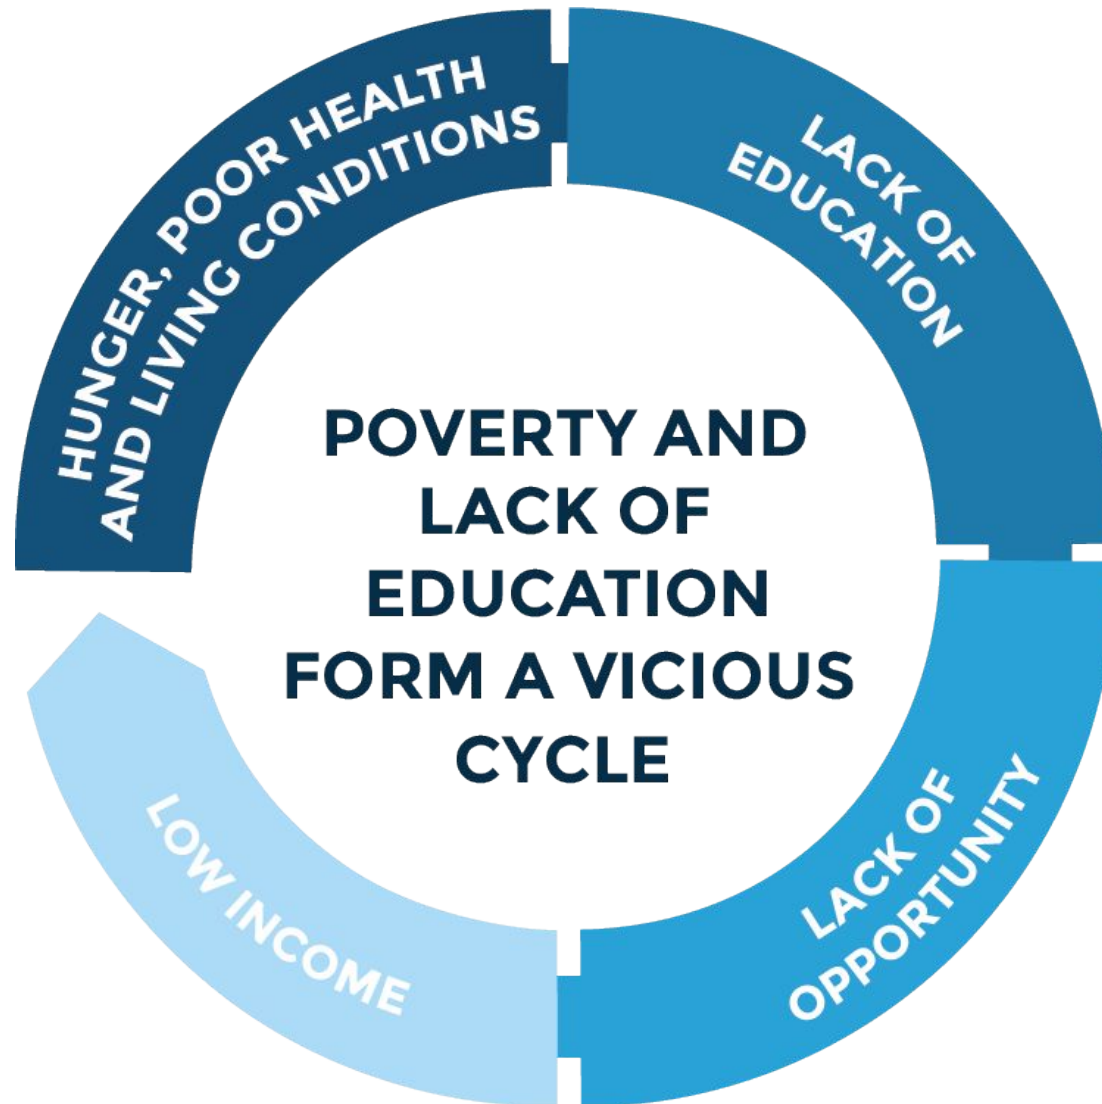 HUNGER, POOR HEALTH
AND LIVING CONDITIONS
LACK OF
EDUCATION
POVERTY AND
LACK OF
EDUCATION
FORM A VICIOUS
CYCLE
LACK OF
OPPORTUNITY
LOW INCOME